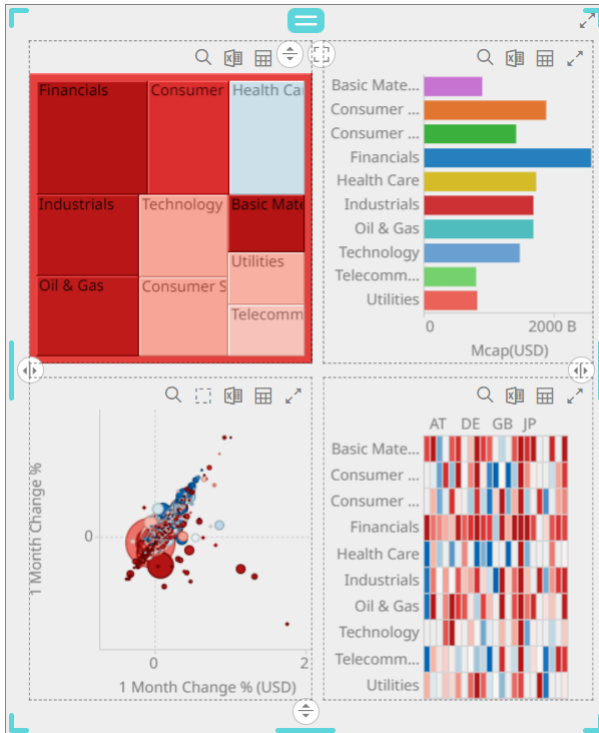 Financials
Consumer
Health Ca
Industrials
Technology
Basic Mate
Utilities
Oil & Gas
Consumer S
Telecomm
Basic Mate...
Consumer ...
Consumer ...
Financials
Health Care
Industrials
Oil & Gas
Technology
Telecomm...
Utilities
0 2000 B
Mcap(USD)
1 Month Change %
0
0 2
1 Month Change % (USD)
AT DE GB JP
Basic Mate...
Consumer ...
Consumer ...
Financials
Health Care
Industrials
Oil & Gas
Technology
Telecomm...
Utilities